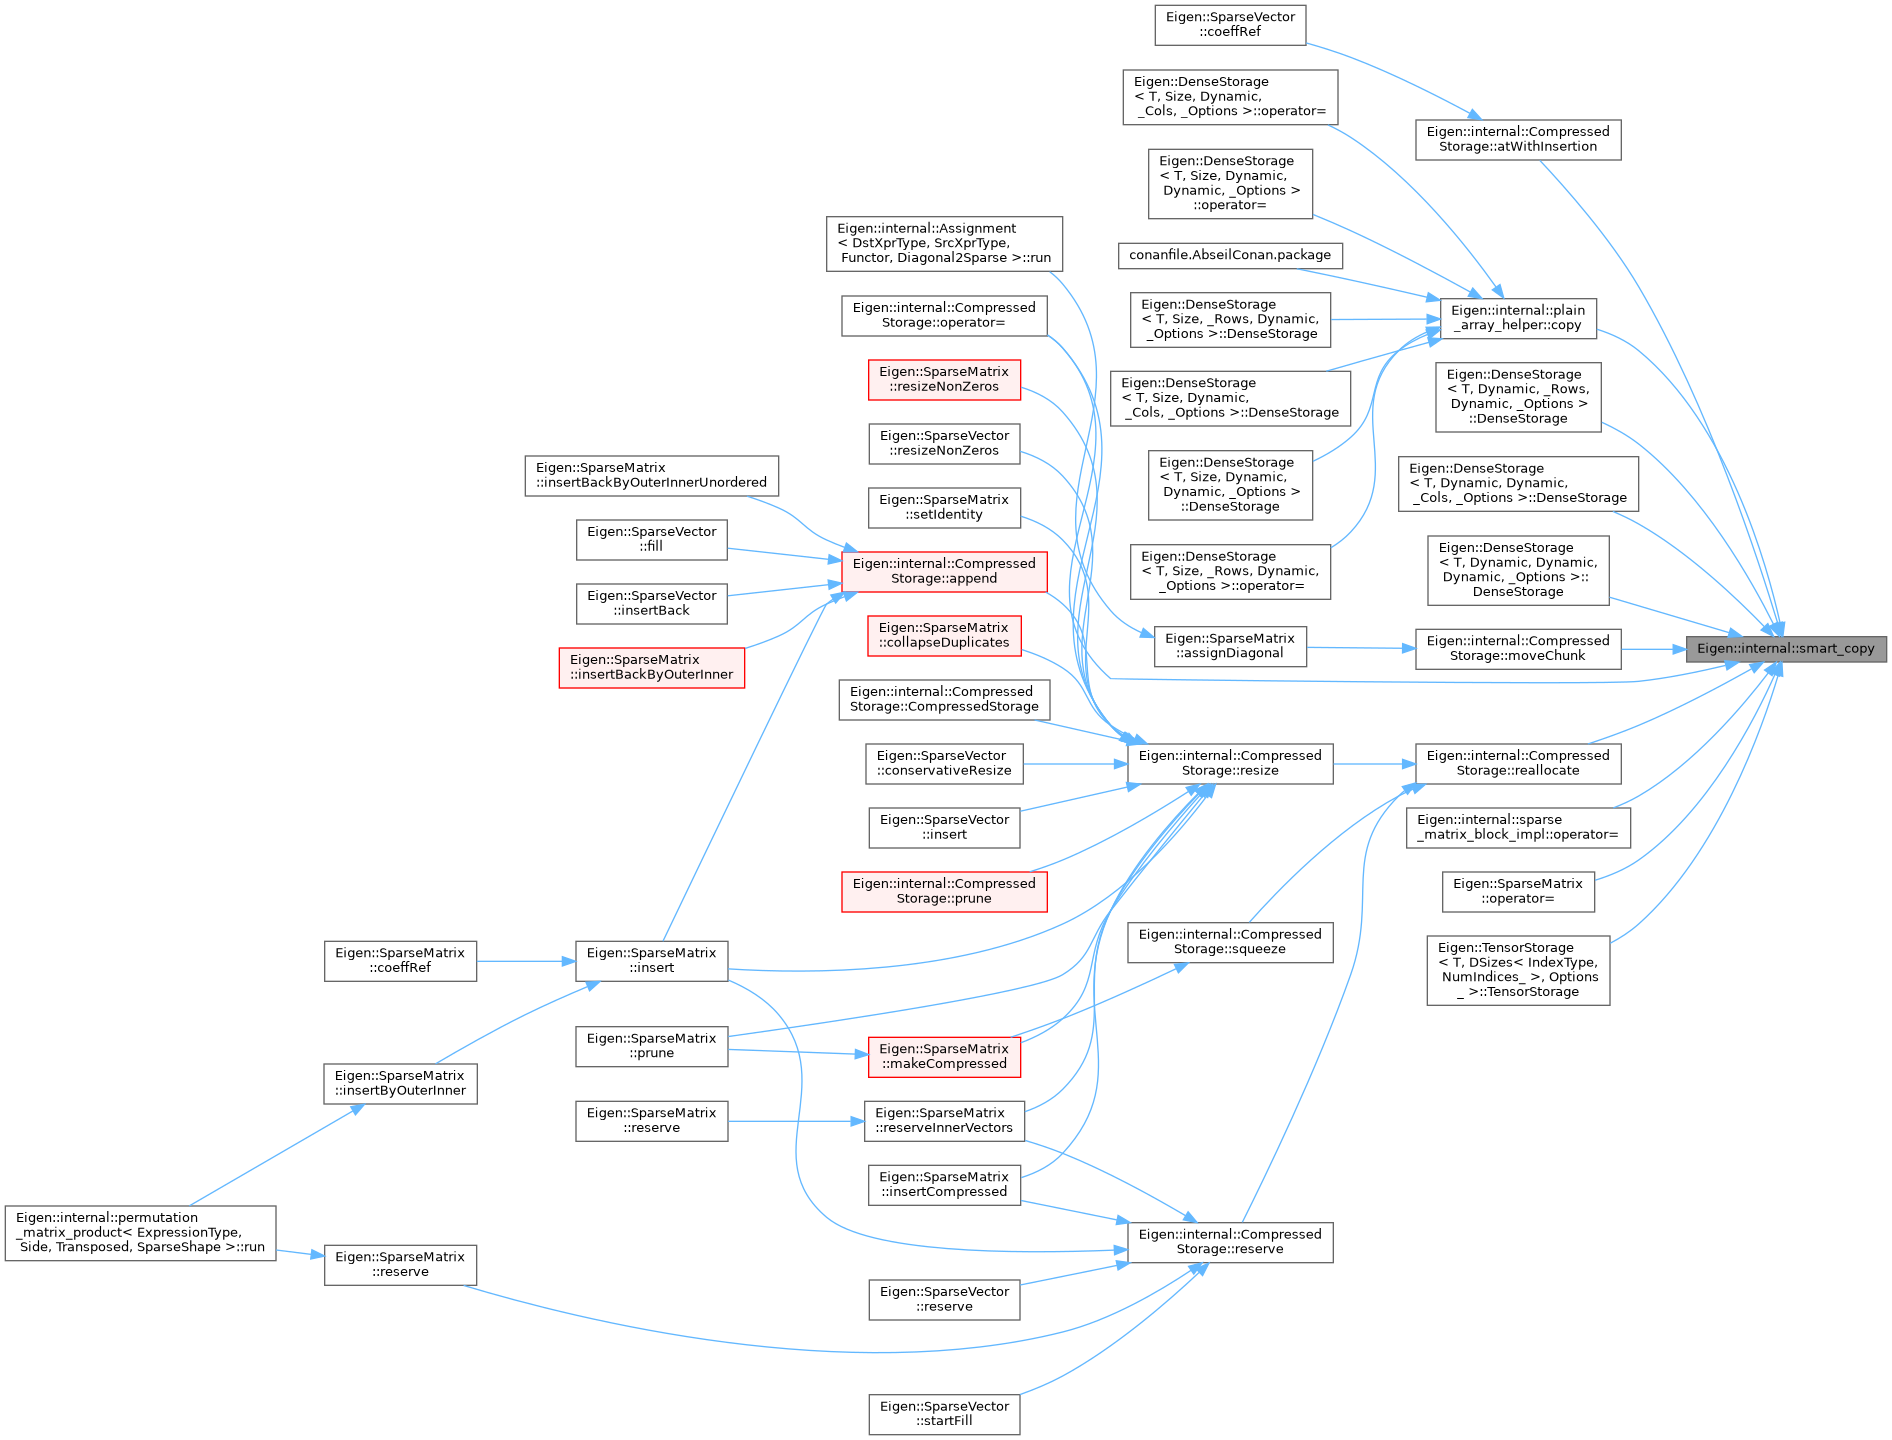 Eigen::SparseVector
::coeffRef
Eigen::DenseStorage
< T, Size, Dynamic,
_Cols, _Options >::operator=
Eigen::internal::Compressed
Storage::atWithInsertion
Eigen::DenseStorage
< T, Size, Dynamic,
Dynamic, _Options >
::operator=
Eigen::internal::Assignment
< DstXprType, SrcXprType,
Functor, Diagonal2Sparse >::run
conanfile.AbseilConan.package
Eigen::internal::Compressed
Storage::operator=
Eigen::DenseStorage
< T, Size, _Rows, Dynamic,
_Options >::DenseStorage
Eigen::internal::plain
_array_helper::copy
Eigen::SparseMatrix
::resizeNonZeros
Eigen::DenseStorage
< T, Size, Dynamic,
_Cols, _Options >::DenseStorage
Eigen::DenseStorage
< T, Dynamic, _Rows,
Dynamic, _Options >
::DenseStorage
Eigen::SparseVector
::resizeNonZeros
Eigen::SparseMatrix
::insertBackByOuterInnerUnordered
Eigen::DenseStorage
< T, Size, Dynamic,
Dynamic, _Options >
::DenseStorage
Eigen::DenseStorage
< T, Dynamic, Dynamic,
_Cols, _Options >::DenseStorage
Eigen::SparseMatrix
::setIdentity
Eigen::SparseVector
::fill
Eigen::internal::Compressed
Storage::append
Eigen::DenseStorage
< T, Size, _Rows, Dynamic,
_Options >::operator=
Eigen::DenseStorage
< T, Dynamic, Dynamic,
Dynamic, _Options >::
DenseStorage
Eigen::SparseVector
::insertBack
Eigen::SparseMatrix
::collapseDuplicates
Eigen::SparseMatrix
::assignDiagonal
Eigen::internal::Compressed
Storage::moveChunk
Eigen::internal::smart_copy
Eigen::SparseMatrix
::insertBackByOuterInner
Eigen::internal::Compressed
Storage::CompressedStorage
Eigen::SparseVector
::conservativeResize
Eigen::internal::Compressed
Storage::resize
Eigen::internal::Compressed
Storage::reallocate
Eigen::SparseVector
::insert
Eigen::internal::sparse
_matrix_block_impl::operator=
Eigen::internal::Compressed
Storage::prune
Eigen::SparseMatrix
::operator=
Eigen::SparseMatrix
::coeffRef
Eigen::SparseMatrix
::insert
Eigen::internal::Compressed
Storage::squeeze
Eigen::TensorStorage
< T, DSizes< IndexType,
NumIndices_ >, Options
_ >::TensorStorage
Eigen::SparseMatrix
::prune
Eigen::SparseMatrix
::makeCompressed
Eigen::SparseMatrix
::insertByOuterInner
Eigen::SparseMatrix
::reserve
Eigen::SparseMatrix
::reserveInnerVectors
Eigen::SparseMatrix
::insertCompressed
Eigen::internal::permutation
_matrix_product< ExpressionType,
Side, Transposed, SparseShape >::run
Eigen::SparseMatrix
::reserve
Eigen::internal::Compressed
Storage::reserve
Eigen::SparseVector
::reserve
Eigen::SparseVector
::startFill